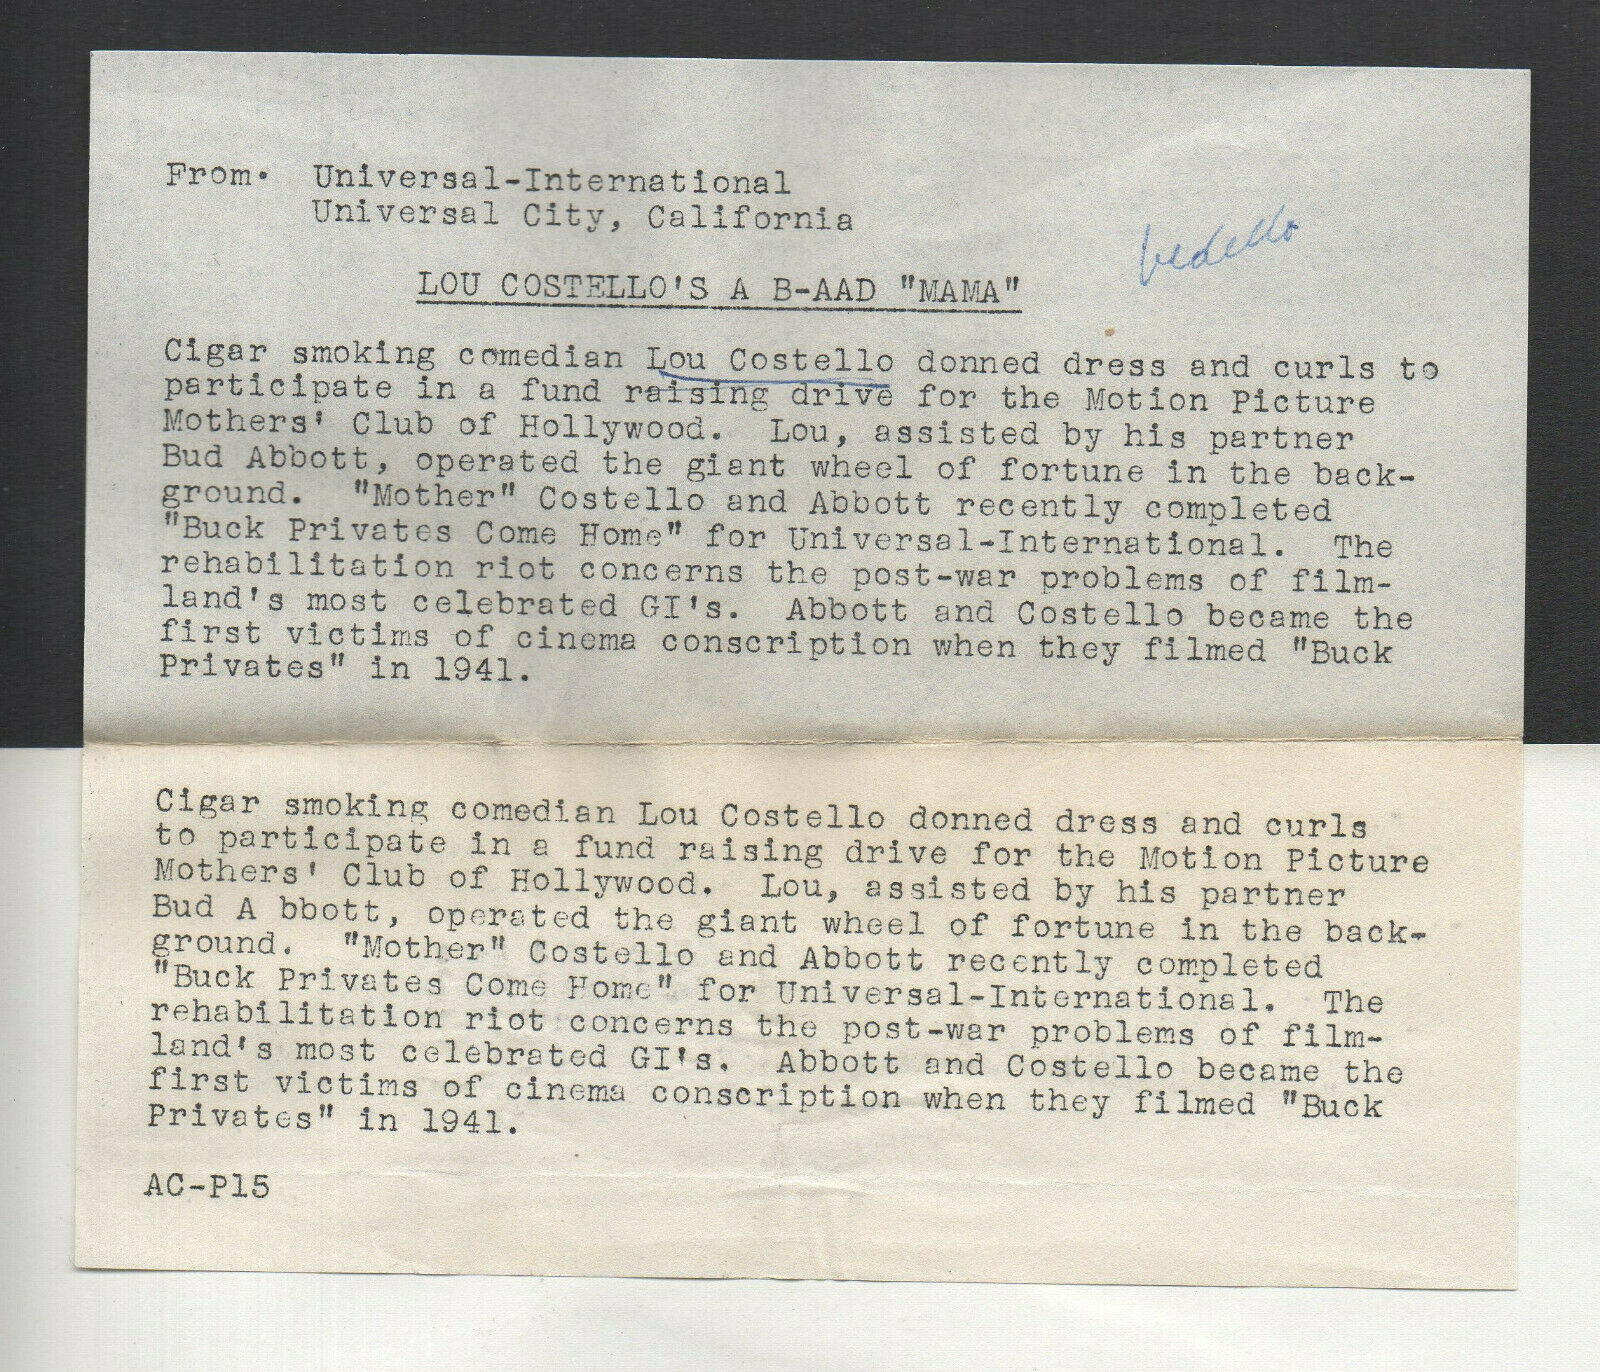 From. Universal-International
Universal City, California
LOU COSTELLO'S A B-AAD "MAMA"
Cigar smoking comedian Lou Costello donned dress and curls to
participate in a fund raising drive for the Motion Picture
Mothers' Club of Hollywood. Lou, assisted by his partner
Bud Abbott, operated the giant wheel of fortune in the back-
ground. "Mother" Costello and Abbott recently completed
"Buck Privates Come Home" for Universal-International. The
rehabilitation riot concerns the post-war problems of film-
land's most celebrated GI's. Abbott and Costello became the
first victims of cinema conscription when they filmed "Buck
Privates" in 1941.
Cigar smoking comedian Lou Costello donned dress and curls
to participate in a fund raising drive for the Motion Picture
Mothers' Club of Hollywood. Lou, assisted by his partner
Bud A bbott, operated the giant wheel of fortune in the back-
ground. "Mother" Costello and Abbott recently completed
"Buck Privates Come Home" for Universal-International. The
rehabilitation riot concerns the post-war problems of film-
land's most celebrated GI's. Abbott and Costello became the
first victims of cinema conscription when they filmed "Buck
Privates" in 1941.
AC-P15